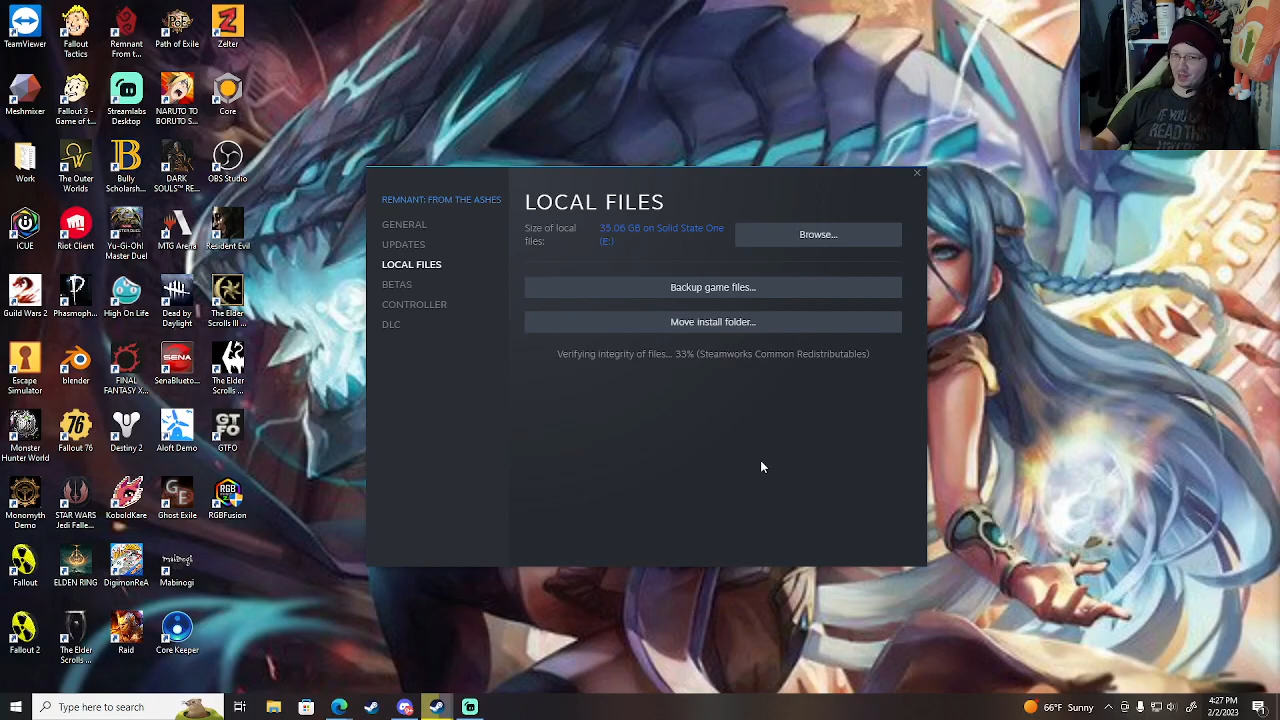 TeamViewer
Fallout Tactics
Remnant From t...
Path of Exile
Zelter
Meshmixer
Fallout 3 - Game of t...
Streamlabs Desktop
NARUTO TO BORUTO S...
Core
Work
The Outer Worlds
Bully: Scholarsh...
DARK SOULS™ RE...
OBS Studio
iCUE
Riot Client
Yu-Gi-Oh! Master Duel
MTG Arena
Resident Evil
Guild Wars 2
Phasmoph...
High On Life
Dead by Daylight
The Elder Scrolls III ...
Escape Simulator
blender
FINAL FANTASY X...
SenaBluetoo...
The Elder Scrolls ...
Monster Hunter World
Fallout 76
Destiny 2
Aloft Demo
GTFO
Monomyth Demo
STAR WARS Jedi Falle...
KoboldKare
Ghost Exile
RGBFusion
Fallout
ELDEN RING
DigimonReA
Mabinogi
Fallout 2
The Elder Scrolls ...
Raid
Core Keeper
REMNANT: FROM THE ASHES
GENERAL
UPDATES
LOCAL FILES
BETAS
CONTROLLER
DLC
LOCAL FILES
Size of local files:
35.06 GB on Solid State One (E:)
Browse...
Backup game files...
Move install folder...
Verifying integrity of files... 33% (Steamworks Common Redistributables)
IF YOU
READ THIS
Type here to search
66°F Sunny
4:27 PM
2/2/2023